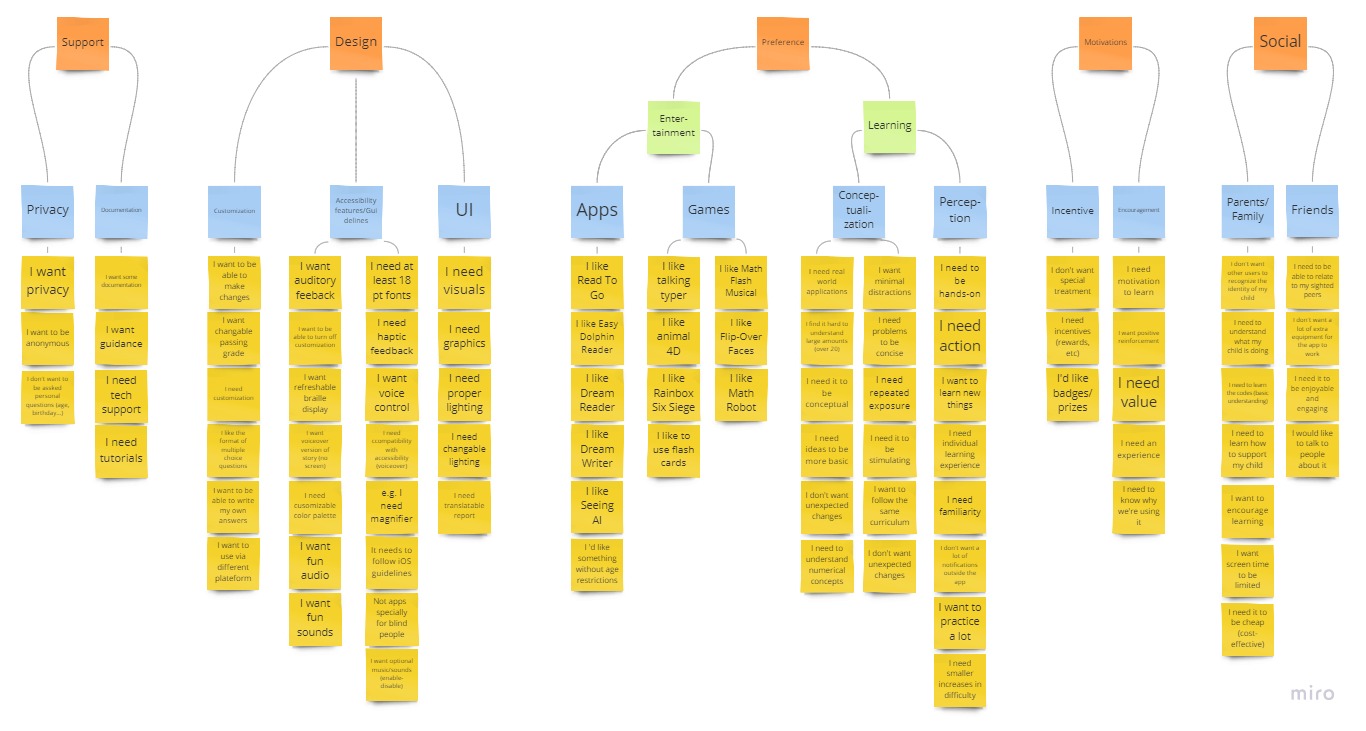 Support
Design
Preference
Motivations
Social
Enter-
tainment
Learning
Privacy
Documentation
Customization
Accessibility
features/Gui
delines
UI
Apps
Games
Concep-
tuali-
zation
Percep-
tion
Incentive
Encouragement
Parents/
Family
Friends
I want
privacy
I want to be
anonymous
I don't want to
be assked
personal
questions (age,
birthday...)
I want some
documentation
I want
guidance
I need
tech
support
I need
tutorials
I want to be
able to
make
changes
I want
changable
passing
grade
I need
customization
I like the
format of
multiple
choice
questions
I want to be
able to write
my own
answers
I want to
use via
different
plateform
I want
auditory
feeback
I want to be
able to turn off
customization
I want
refreshable
braille
display
I want
voiceover
version of
story (no
screen)
I need
cusomizable
color palette
I want
fun
audio
I want
fun
sounds
I need at
least 18
pt fonts
I need
haptic
feedback
I want
voice
control
I need
ccompatibility
with
accessibility
(voiceover)
e.g. I
need
magnifier
It needs to
follow iOS
guidelines
Not apps
specially
for blind
people
I want optional
music/sounds
(enable-
disable)
I need
visuals
I need
graphics
I need
proper
lighting
I need
changable
lighting
I need
translatable
report
I like
Read To
Go
I like Easy
Dolphin
Reader
I like
Dream
Reader
I like
Dream
Writer
I like
Seeing
AI
I 'd like
something
without age
restrictions
I like
talking
typer
I like
animal
4D
I like
Rainbox
Six Siege
I like to
use flash
cards
I like Math
Flash
Musical
I like
Flip-Over
Faces
I like
Math
Robot
I need real
world
applications
I find it hard to
understand
large amounts
(over 20)
I need it to
be
conceptual
I need
ideas to be
more basic
I don't want
unexpected
changes
I need to
understand
numerical
concepts
I want
minimal
distractions
I need
problems
to be
concise
I need
repeated
exposure
I need it to
be
stimulating
I want to
follow the
same
curriculum
I don't want
unexpected
changes
I need to
be
hands-on
I need
action
I want to
learn new
things
I need
individual
learning
experience
I need
familiarity
I don't want a
lot of
notifications
outside the
app
I want to
practice
a lot
I need
smaller
increases in
difficulty
I don't want
special
treatment
I need
incentives
(rewards,
etc)
I'd like
badges/
prizes
I need
motivation
to learn
I want positive
reinforcement
I need
value
I need an
experience
I need to
know why
we're using
it
I don't want
other users to
recognize the
identity of my
child
I need to
understand
what my
child is doing
I need to learn
the codes (basic
understanding)
I need to
learn how
to support
my child
I want to
encourage
learning
I want
screen time
to be
limited
I need it to
be cheap
(cost-
effective)
I need to be
able to relate to
my sighted
peers
I don't want a
lot of extra
equipment for
the app to
work
I need it to be
enjoyable and
engaging
I would like
to talk to
people
about it
miro